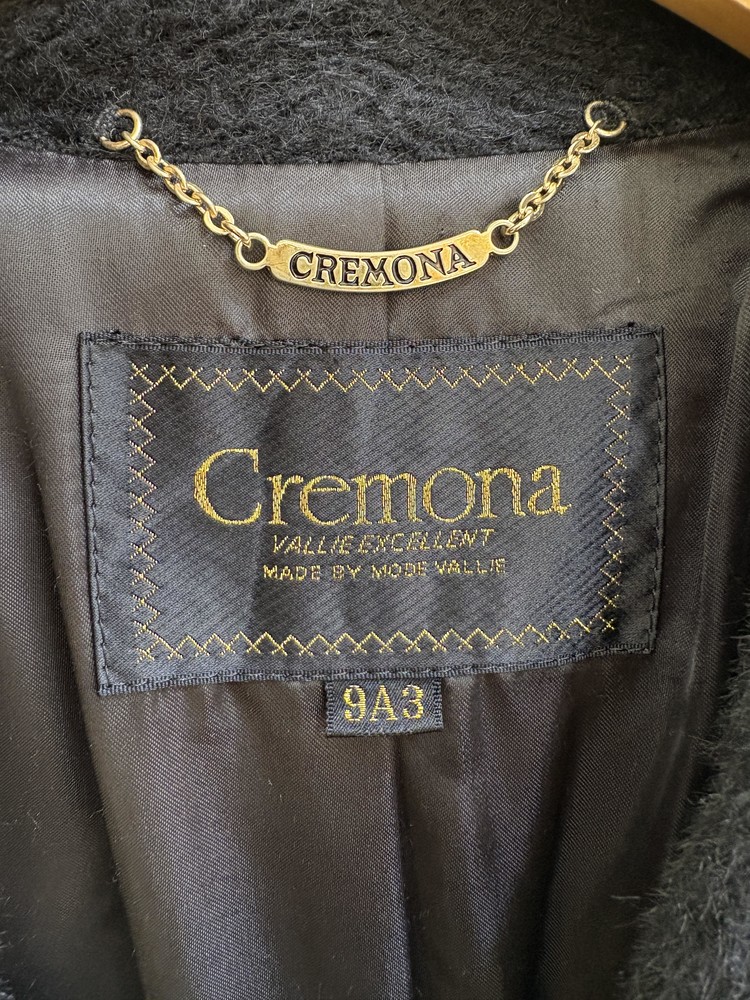 CREMONA
Cremona
VALLIE EXCELLENT
MADE BY MODE VALLIE
9A3